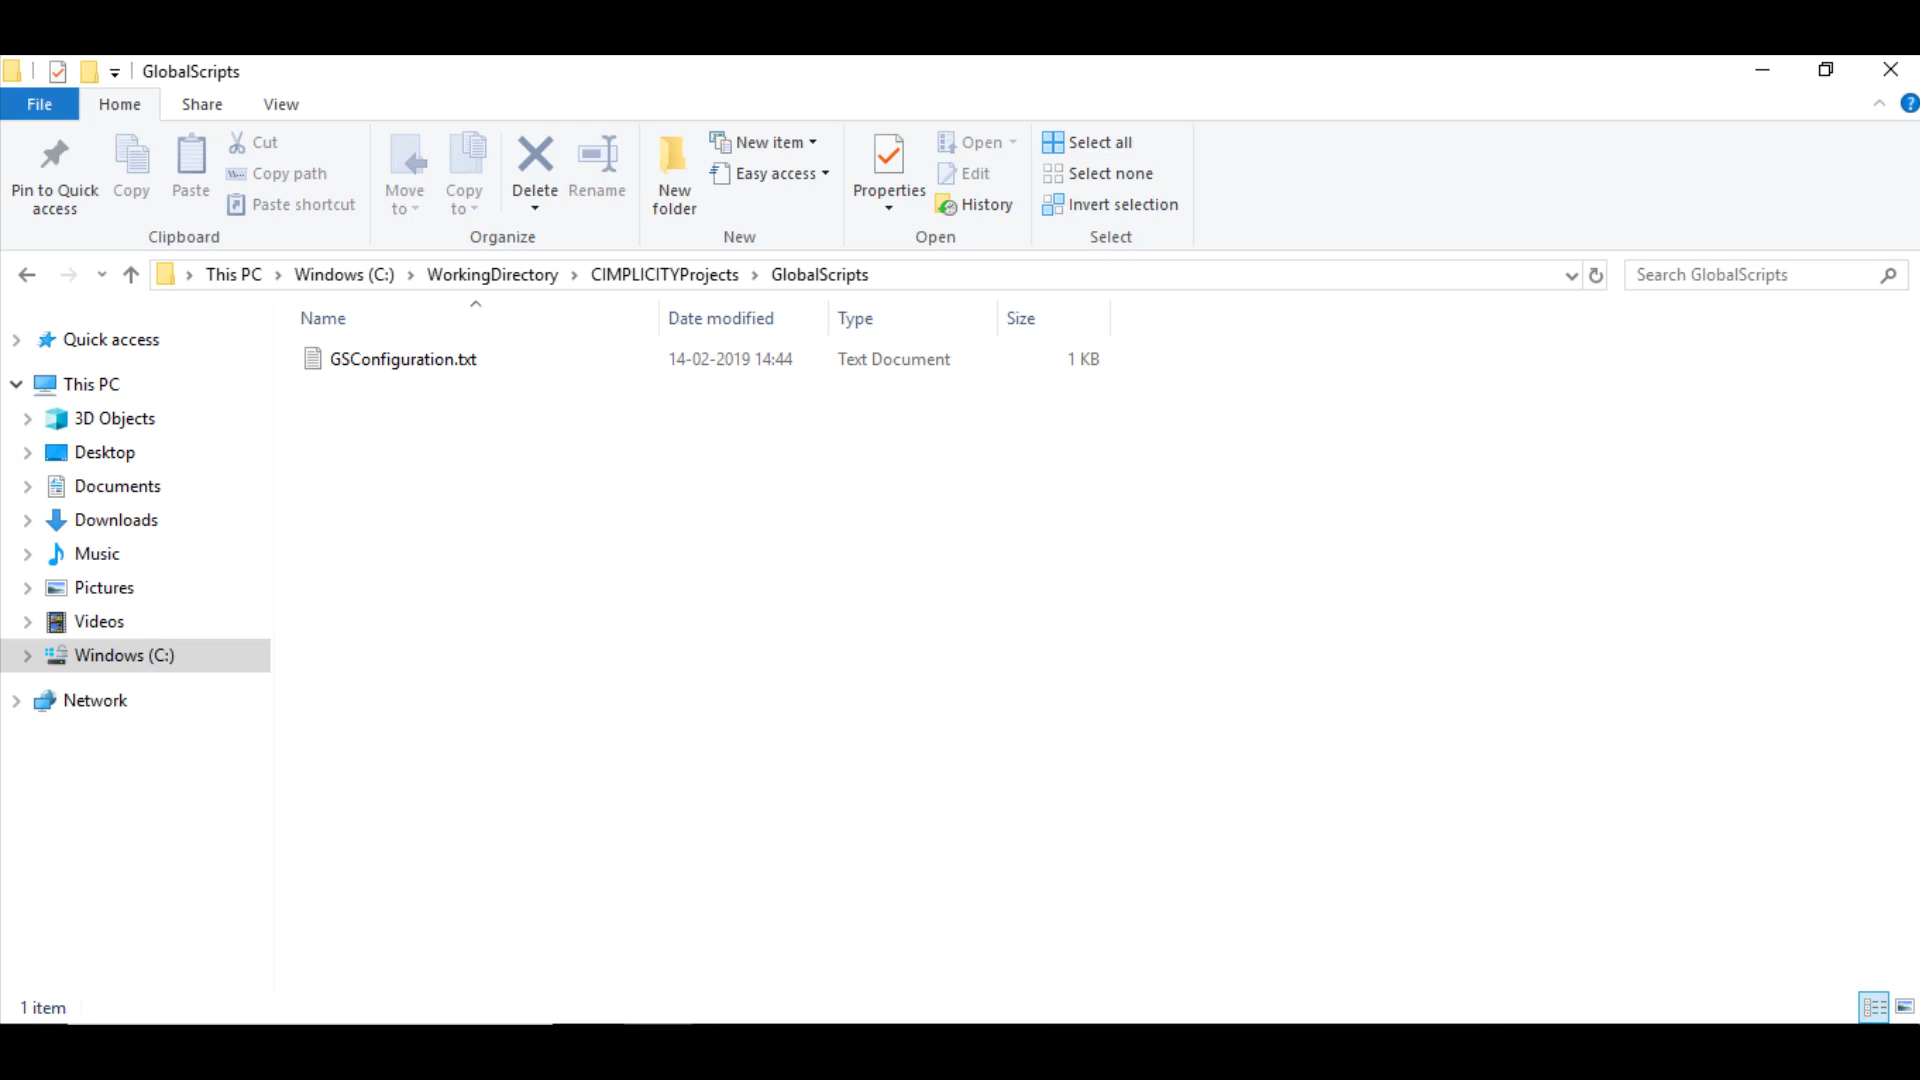 GlobalScripts
File Home Share View
Pin to Quick access
Copy
Paste
Cut
Copy path
Paste shortcut
Clipboard
Move to
Copy to
Delete
Rename
Organize
New folder
New item
Easy access
New
Properties
Open
Edit
History
Open
Select all
Select none
Invert selection
Select
This PC Windows (C:) WorkingDirectory CIMPLICITYProjects GlobalScripts
Search GlobalScripts
Name Date modified Type Size
GSConfiguration.txt 14-02-2019 14:44 Text Document 1 KB
Quick access
This PC
3D Objects
Desktop
Documents
Downloads
Music
Pictures
Videos
Windows (C:)
Network
1 item